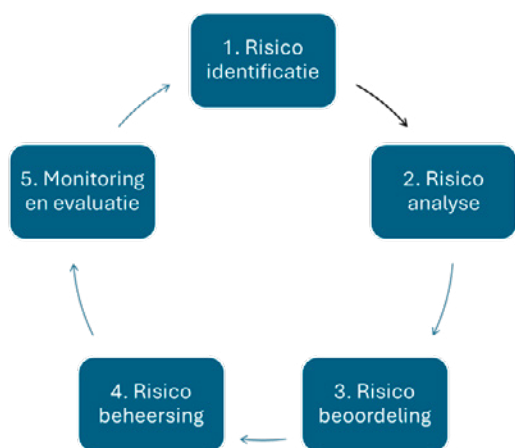 1. Risico
identificatie
2. Risico
analyse
3. Risico
beoordeling
4. Risico
beheersing
5. Monitoring
en evaluatie